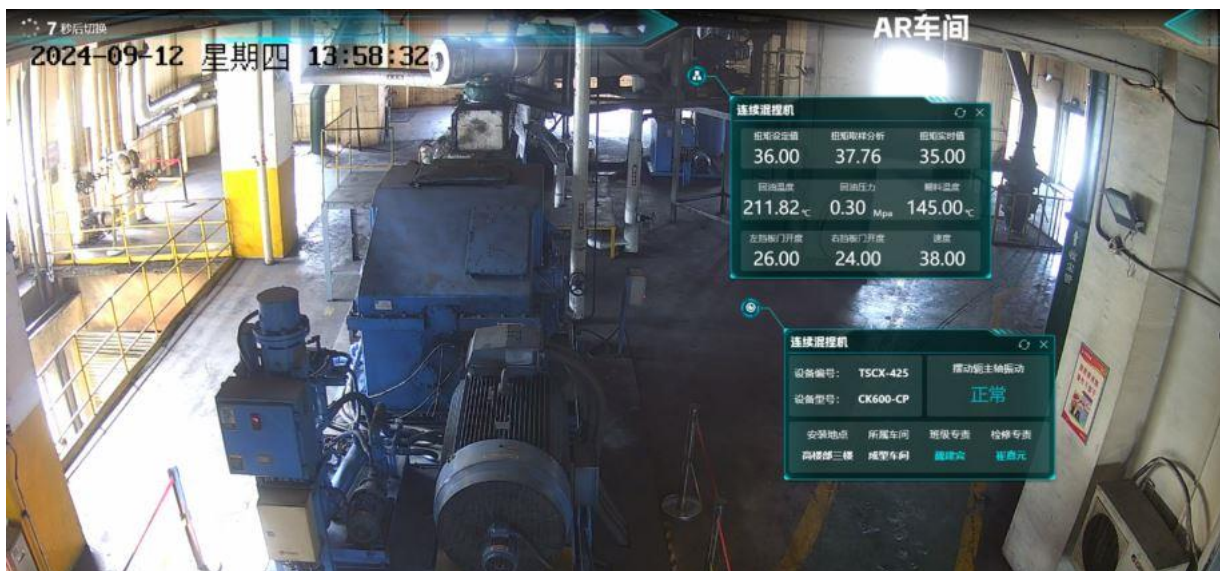 7 秒后切换
AR车间
2024-09-12 星期四 13:58:32
连续混捏机
扭矩设定值 扭矩取样分析 扭矩实时值
36.00 37.76 35.00
回油温度 回油压力 糊料温度
211.82 ℃ 0.30 Mpa 145.00 ℃
左挡板门开度 右挡板门开度 速度
26.00 24.00 38.00
连续混捏机
设备编号: TSCX-425
设备型号: CK600-CP
摆动轭主轴振动
正常
安装地点 所属车间 班级专责 检修专责
高楼部三楼 成型车间
收尘管